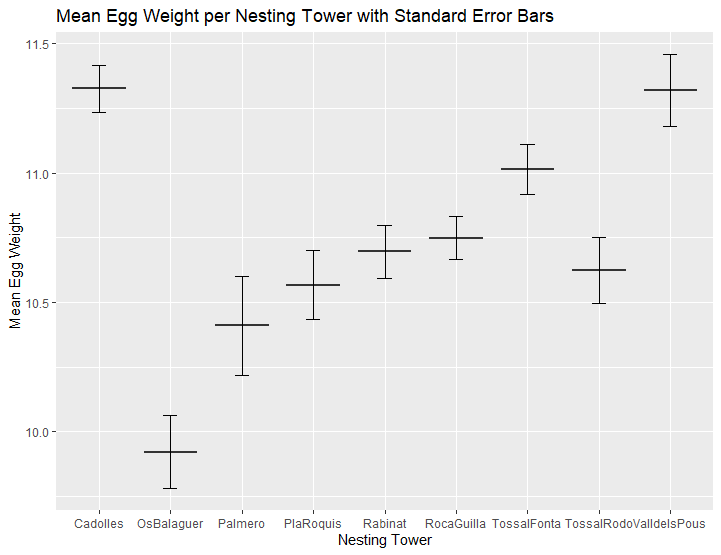 Mean Egg Weight per Nesting Tower with Standard Error Bars
11.5
11.0
10.5
10.0
Mean Egg Weight
Cadolles OsBalaguer Palmero PlaRoquis Rabinat RocaGuilla TossalFonta TossalRodo ValldelsPous
Nesting Tower